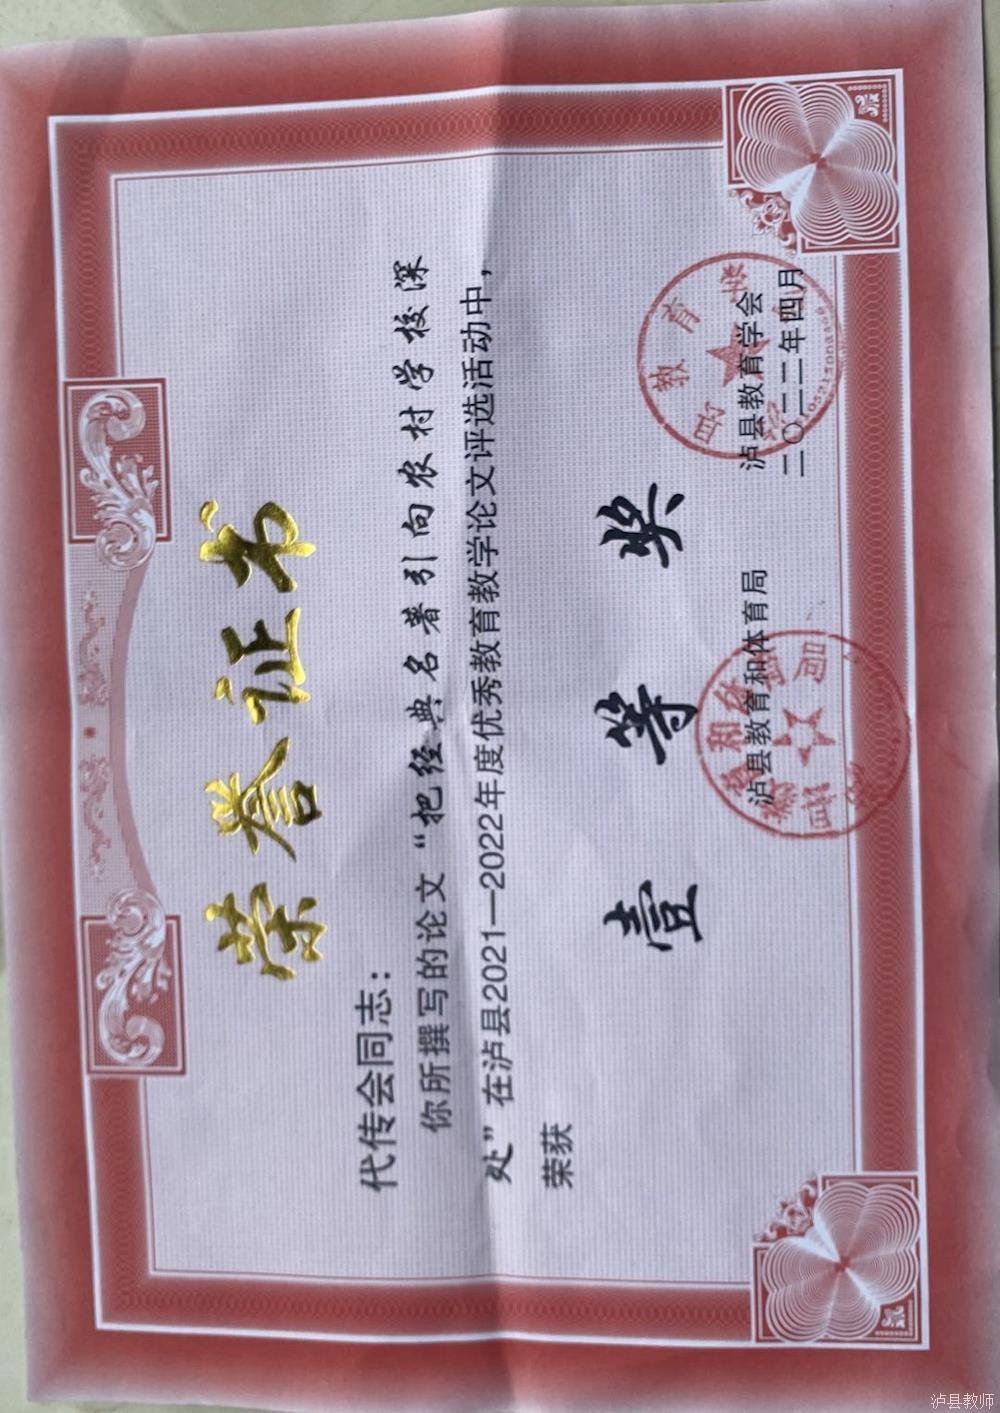 荣誉证书
代传会同志：
你所撰写的论文“把经典名著引向农村学校深
处”在泸县2021—2022年度优秀教育教学论文评选活动中，
荣获
壹等奖
泸县教育和体育局 泸县教育学会
二〇二二年四月
泸县教师